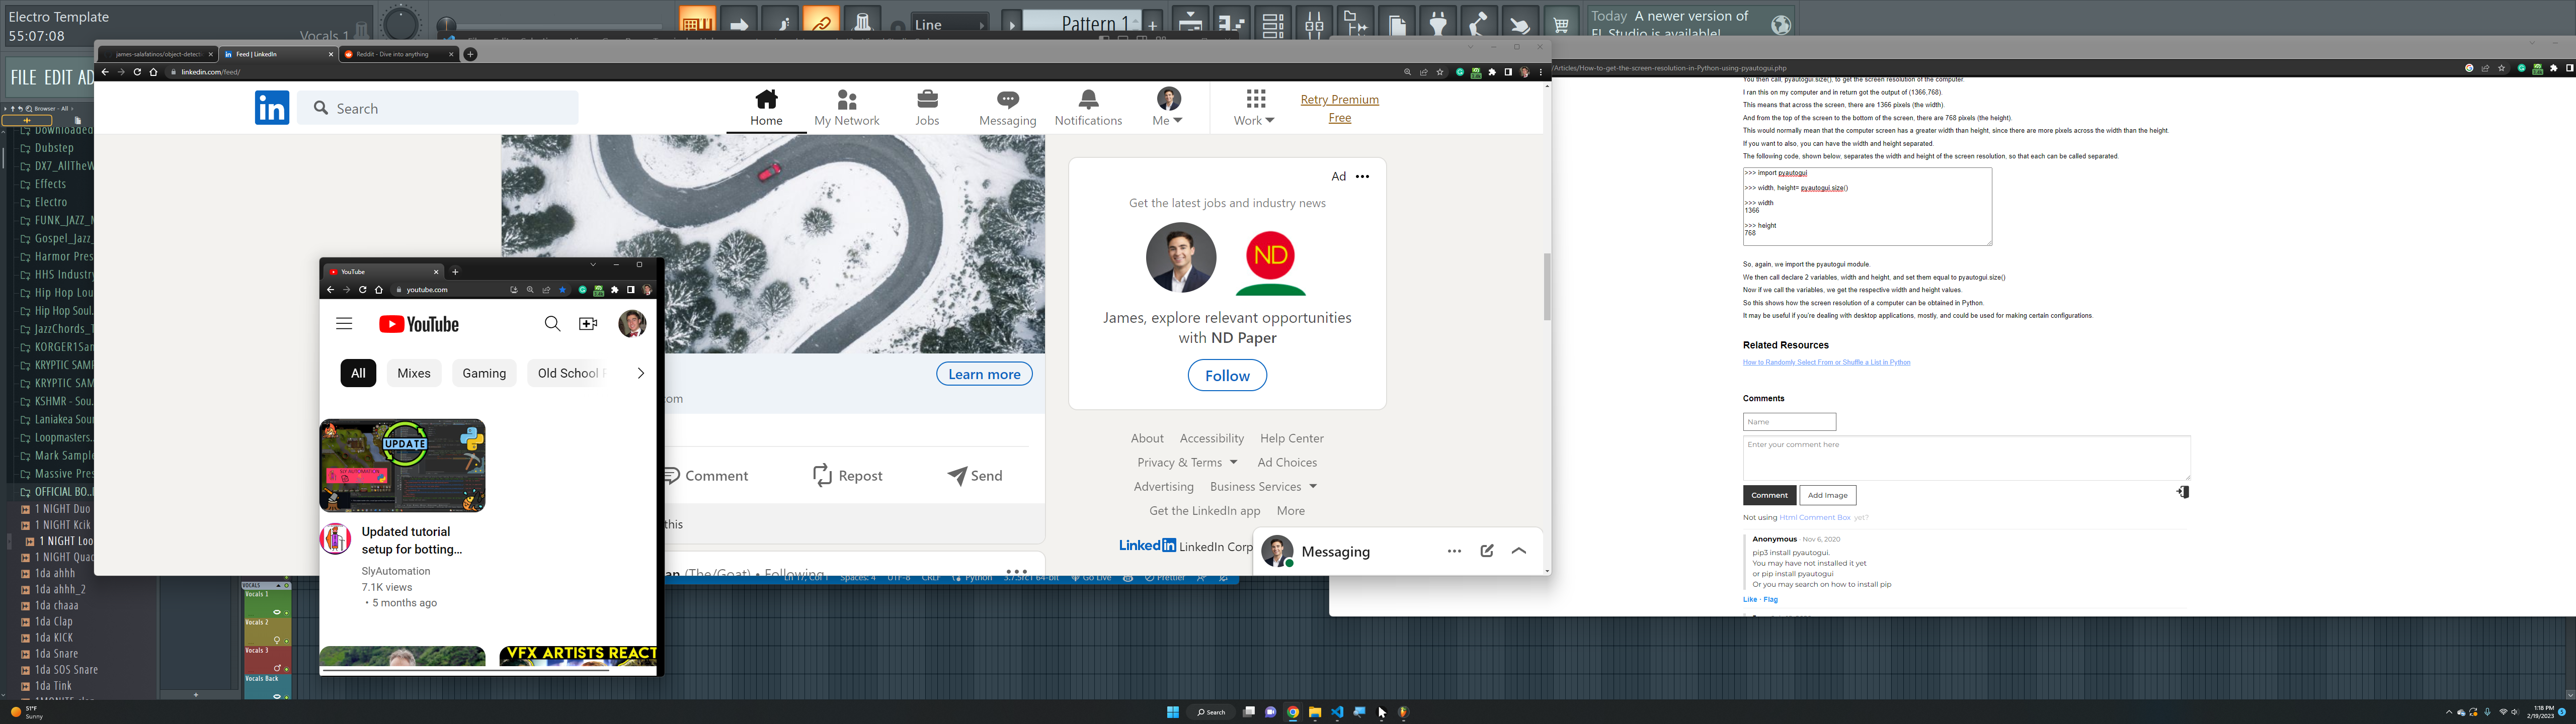 Electro Template
55:07:08
Vocals 1
Line
Pattern 1
Today A newer version of
FL Studio is available!
FILE EDIT AD
Browser - All
Downloaded
Dubstep
DX7_AllTheW
Effects
Electro
FUNK_JAZZ_
Gospel_Jazz_
Harmor Pres
HHS Industry
Hip Hop Lou
Hip Hop Soul.
JazzChords_1
KORGER1San
KRYPTIC SAMP
KRYPTIC SAM
KSHMR - Sou.
Laniakea Sour
Loopmasters..
Mark Sample
Massive Pres
OFFICIAL BO..
1 NIGHT Duo
1 NIGHT Kcik
1 NIGHT Loo
1 NIGHT Quad
1da ahhh
1da ahhh_2
1da chaaa
1da Clap
1da KICK
1da Snare
1da SOS Snare
1da Tink
VOCALS
Vocals 1
Vocals 2
Vocals 3
Vocals Back
james-salafatinos/object-detect
Feed | LinkedIn
Reddit - Dive into anything
linkedin.com/feed/
in
Search
Home
My Network
Jobs
Messaging
Notifications
Me
Work
Retry Premium
Free
Ad
Get the latest jobs and industry news
ND
James, explore relevant opportunities
with ND Paper
Follow
Learn more
com
Comment
Repost
Send
this
an (The/Goat) • Following
About Accessibility Help Center
Privacy & Terms Ad Choices
Advertising Business Services
Get the LinkedIn app More
LinkedIn LinkedIn Corp
Messaging
Ln 17, Col 1 Spaces: 4 UTF-8 CRLF Python 3.7.5rc1 64-bit Go Live Prettier
YouTube
youtube.com
YouTube
All
Mixes
Gaming
Old School
UPDATE
SLY AUTOMATION
Updated tutorial
setup for botting...
SlyAutomation
7.1K views
• 5 months ago
VFX ARTISTS REACT
/Articles/How-to-get-the-screen-resolution-in-Python-using-pyautogui.php
You then call, pyautogui.size(), to get the screen resolution of the computer.
I ran this on my computer and in return got the output of (1366,768).
This means that across the screen, there are 1366 pixels (the width).
And from the top of the screen to the bottom of the screen, there are 768 pixels (the height).
This would normally mean that the computer screen has a greater width than height, since there are more pixels across the width than the height.
If you want to also, you can have the width and height separated.
The following code, shown below, separates the width and height of the screen resolution, so that each can be called separated.
>>> import pyautogui
>>> width, height= pyautogui.size()
>>> width
1366
>>> height
768
So, again, we import the pyautogui module.
We then call declare 2 variables, width and height, and set them equal to pyautogui.size()
Now if we call the variables, we get the respective width and height values.
So this shows how the screen resolution of a computer can be obtained in Python.
It may be useful if you're dealing with desktop applications, mostly, and could be used for making certain configurations.
Related Resources
How to Randomly Select From or Shuffle a List in Python
Comments
Name
Enter your comment here
Comment
Add Image
Not using Html Comment Box yet?
Anonymous · Nov 6, 2020
pip3 install pyautogui.
You may have not installed it yet
or pip install pyautogui
Or you may search on how to install pip
Like · Flag
51°F
Sunny
Search
1:18 PM
2/19/2023